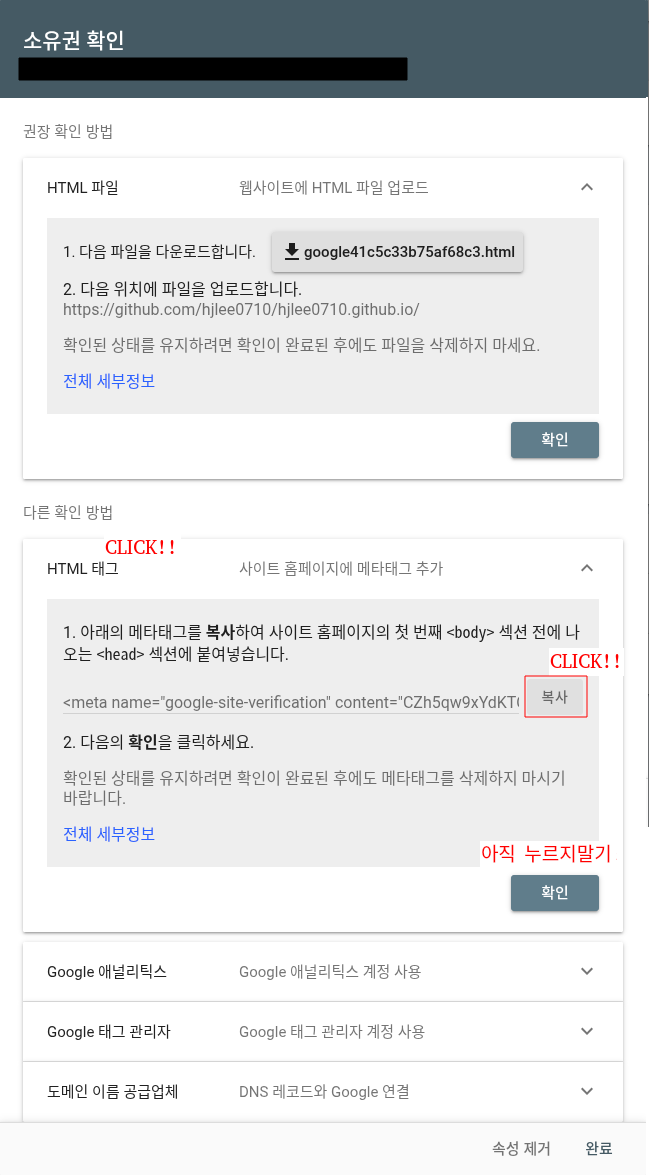 소유권 확인
권장 확인 방법
HTML 파일 웹사이트에 HTML 파일 업로드
1. 다음 파일을 다운로드합니다. google41c5c33b75af68c3.html
2. 다음 위치에 파일을 업로드합니다.
https://github.com/hjlee0710/hjlee0710.github.io/
확인된 상태를 유지하려면 확인이 완료된 후에도 파일을 삭제하지 마세요.
전체 세부정보
확인
다른 확인 방법
CLICK!!
HTML 태그 사이트 홈페이지에 메타태그 추가
1. 아래의 메타태그를 복사하여 사이트 홈페이지의 첫 번째 <body> 섹션 전에 나
오는 <head> 섹션에 붙여넣습니다.
CLICK!!
<meta name="google-site-verification" content="CZh5qw9xYdKT 복사
2. 다음의 확인을 클릭하세요.
확인된 상태를 유지하려면 확인이 완료된 후에도 메타태그를 삭제하지 마시기
바랍니다.
전체 세부정보
아직 누르지말기
확인
Google 애널리틱스 Google 애널리틱스 계정 사용
Google 태그 관리자 Google 태그 관리자 계정 사용
도메인 이름 공급업체 DNS 레코드와 Google 연결
속성 제거 완료